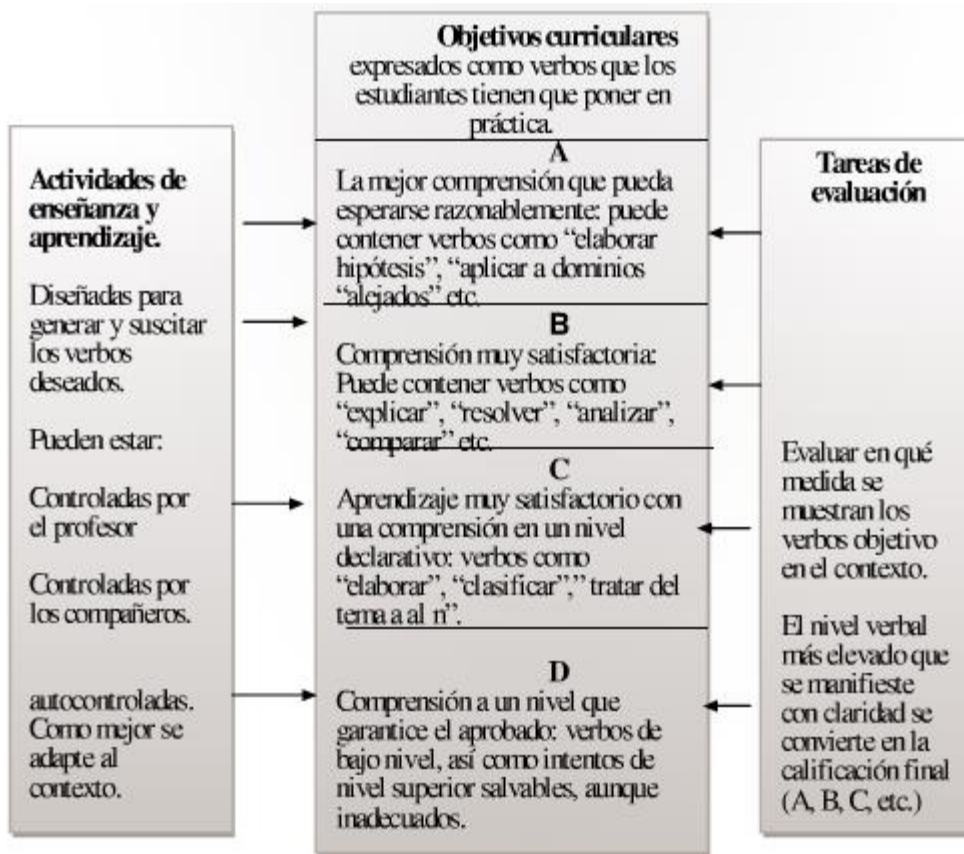 Objetivos curriculares
expresados como verbos que los
estudiantes tienen que poner en
práctica.
Actividades de
enseñanza y
aprendizaje.
Diseñadas para
generar y suscitar
los verbos
deseados.
Pueden estar:
Controladas por
el profesor
Controladas por
los compañeros.
autocontroladas.
Como mejor se
adapte al
contexto.
A
La mejor comprensión que pueda
esperarse razonablemente: puede
contener verbos como “elaborar
hipótesis”, “aplicar a dominios
“alejados” etc.
B
Comprensión muy satisfactoria:
Puede contener verbos como
“explicar”, “resolver”, “analizar”,
“comparar” etc.
C
Aprendizaje muy satisfactorio con
una comprensión en un nivel
declarativo: verbos como
“elaborar”, “clasificar”,” tratar del
tema a al n”.
D
Comprensión a un nivel que
garantice el aprobado: verbos de
bajo nivel, así como intentos de
nivel superior salvables, aunque
inadecuados.
Tareas de
evaluación
Evaluar en qué
medida se
muestran los
verbos objetivo
en el contexto.
El nivel verbal
más elevado que
se manifieste
con claridad se
convierte en la
calificación final
(A, B, C, etc.)